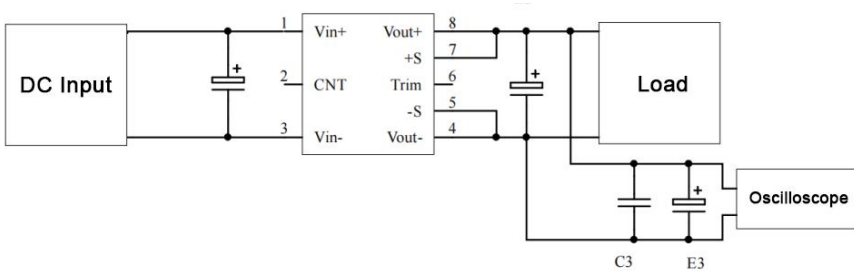 DC Input
1 Vin+ Vout+ 8
+S 7
2 CNT Trim 6
-S 5
3 Vin- Vout- 4
+
+
Load
+
Oscilloscope
C3 E3